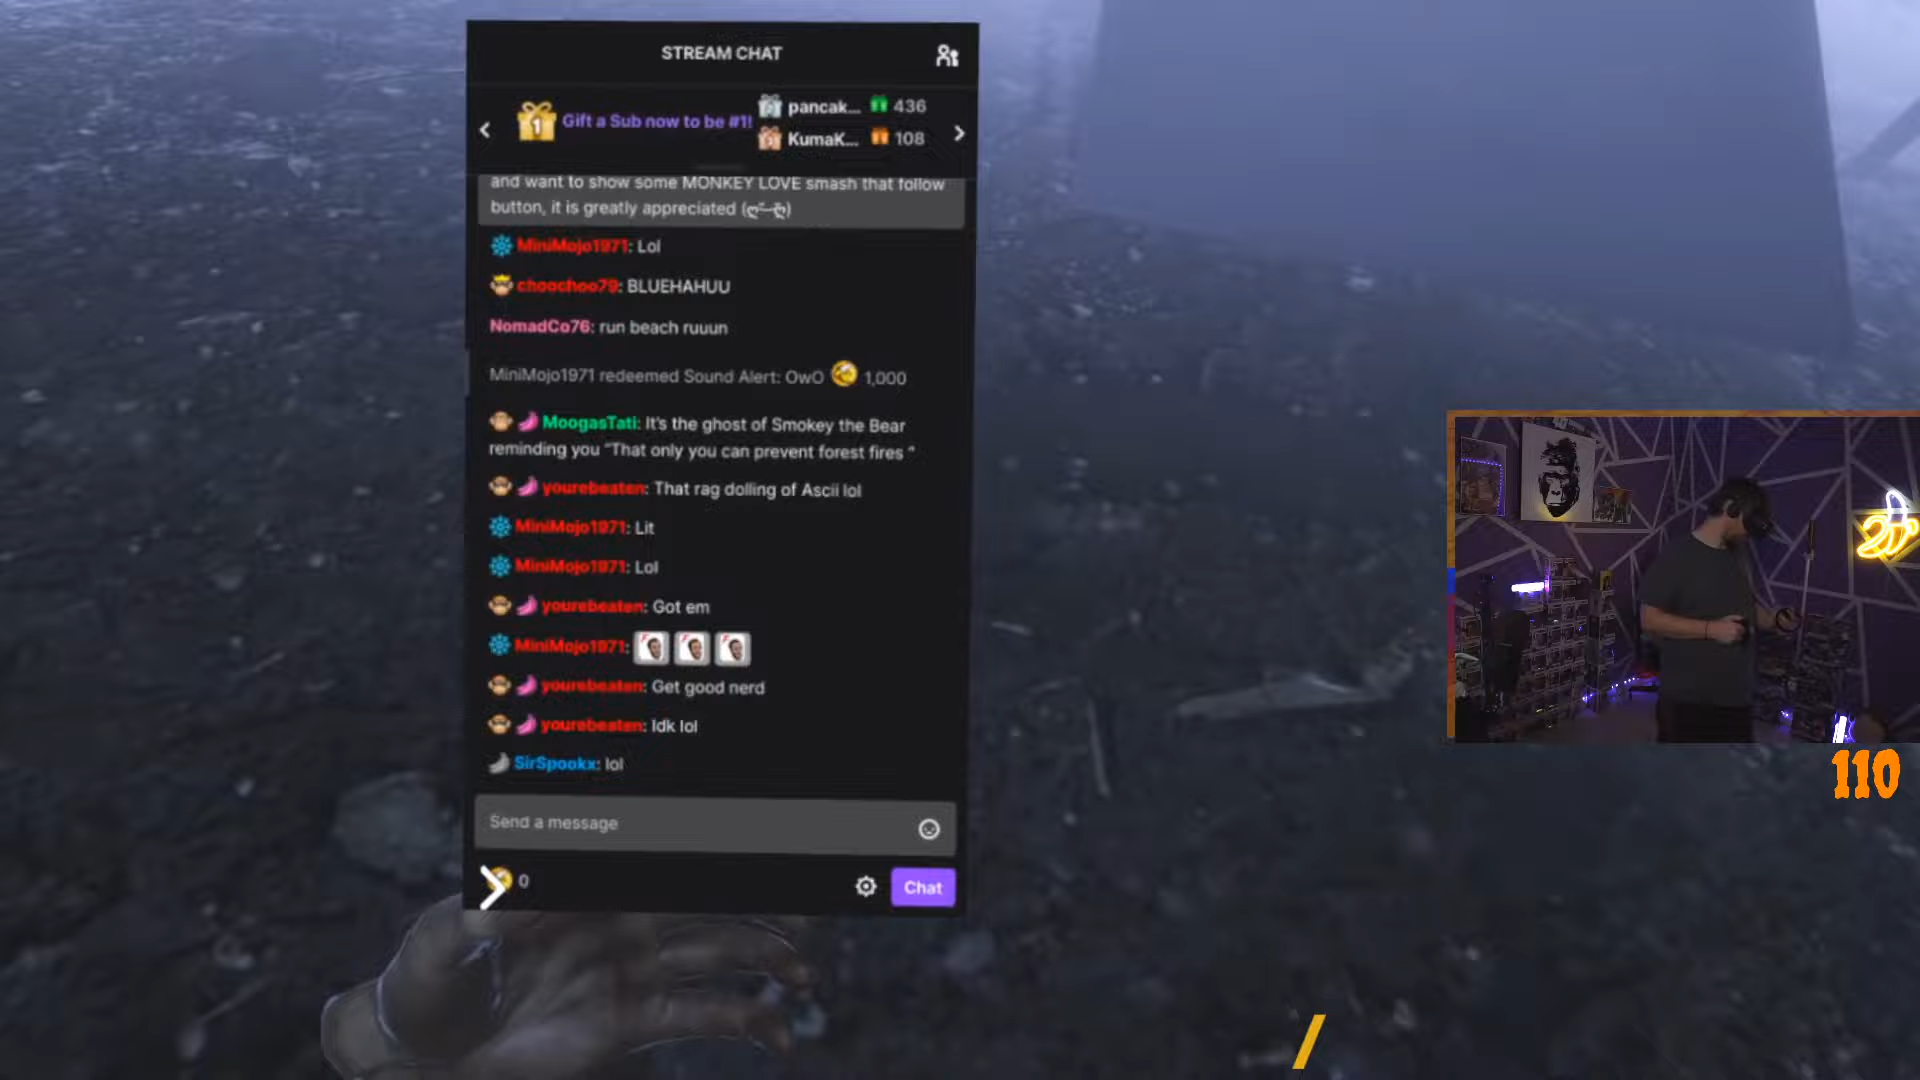 STREAM CHAT
Gift a Sub now to be #1!
pancak... 436
KumaK... 108
and want to show some MONKEY LOVE smash that follow
button, it is greatly appreciated
MiniMojo1971: Lol
choochoo79: BLUEHAHUU
NomadCo76: run beach ruuun
MiniMojo1971 redeemed Sound Alert: OwO 1,000
MoogasTati: It's the ghost of Smokey the Bear
reminding you "That only you can prevent forest fires "
yourebeaten: That rag dolling of Ascii lol
MiniMojo1971: Lit
MiniMojo1971: Lol
yourebeaten: Got em
MiniMojo1971:
yourebeaten: Get good nerd
yourebeaten: Idk lol
SirSpookx: lol
Send a message
0
Chat
110
/